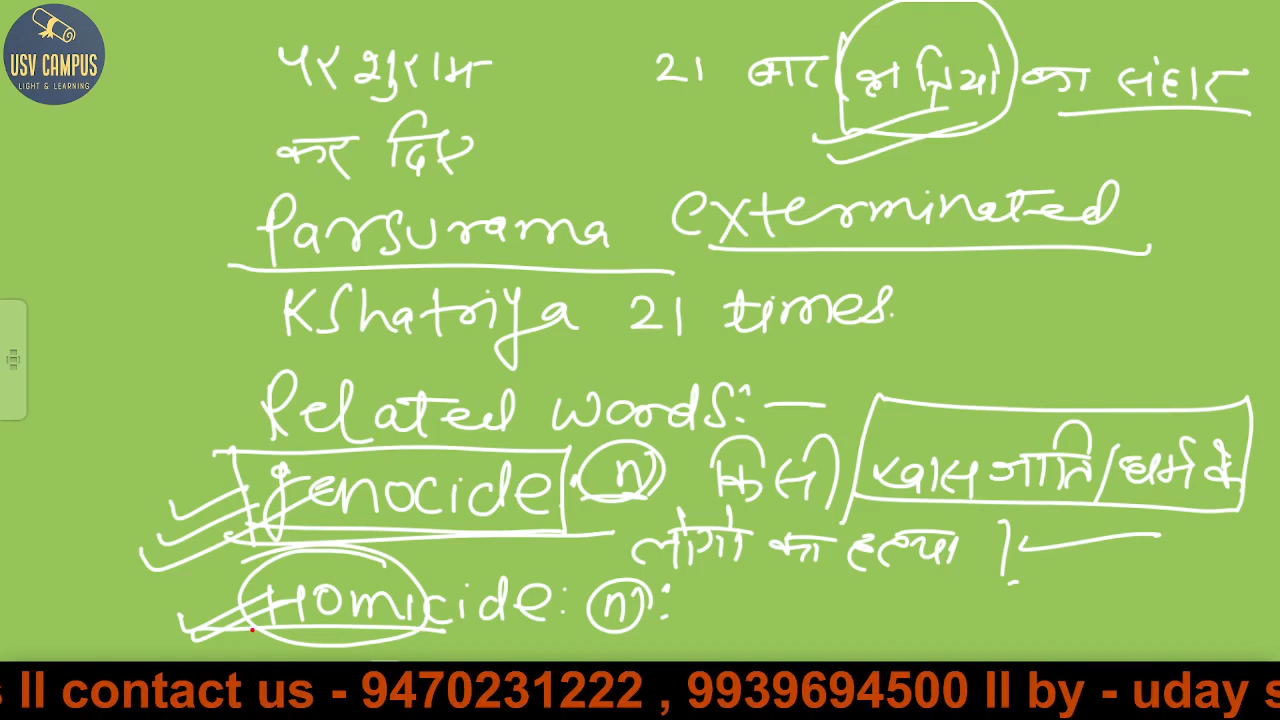 USV CAMPUS
LIGHT & LEARNING
परशुराम 21 बार क्षत्रियो का संहार
कर दिए
Parsurama exterminated
Kshatriya 21 times.
Related words:—
Genocide (n) किसी खास जाति/धर्म के
लोगो का हत्या
Homicide: (n):
s ll contact us - 9470231222 , 9939694500 ll by - uday s